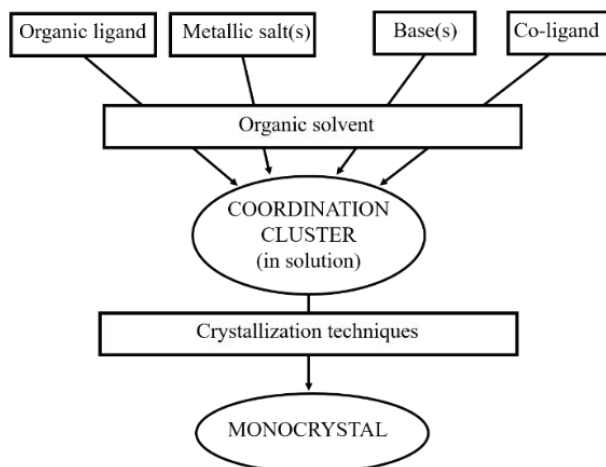 Organic ligand
Metallic salt(s)
Base(s)
Co-ligand
Organic solvent
COORDINATION
CLUSTER
(in solution)
Crystallization techniques
MONOCRYSTAL